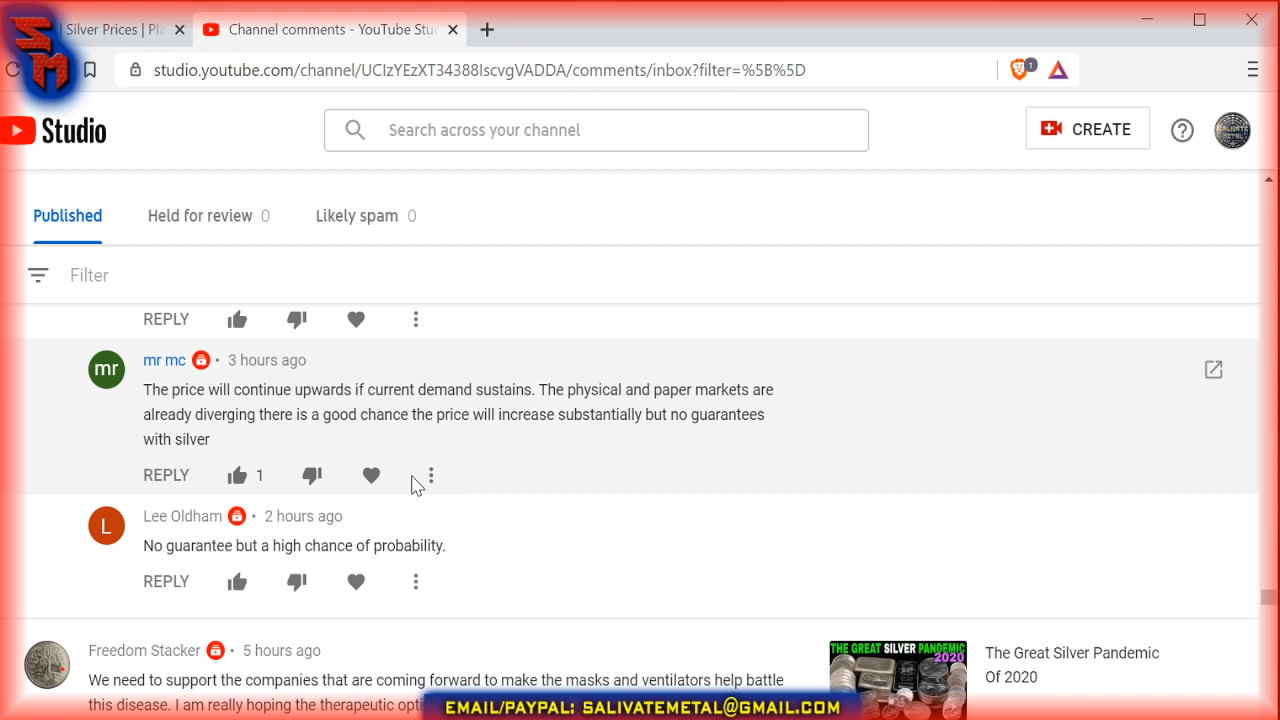 SM
Silver Prices | Pla
Channel comments - YouTube Stu
studio.youtube.com/channel/UCIzYEzXT34388IscvgVADDA/comments/inbox?filter=%5B%5D
1
Studio
Search across your channel
CREATE
Published
Held for review 0
Likely spam 0
Filter
REPLY
mr
mr mc • 3 hours ago
The price will continue upwards if current demand sustains. The physical and paper markets are
already diverging there is a good chance the price will increase substantially but no guarantees
with silver
REPLY 1
L
Lee Oldham • 2 hours ago
No guarantee but a high chance of probability.
REPLY
Freedom Stacker • 5 hours ago
We need to support the companies that are coming forward to make the masks and ventilators help battle
this disease. I am really hoping the therapeutic opti
THE GREAT SILVER PANDEMIC
2020
The Great Silver Pandemic
Of 2020
EMAIL/PAYPAL: SALIVATEMETAL@GMAIL.COM